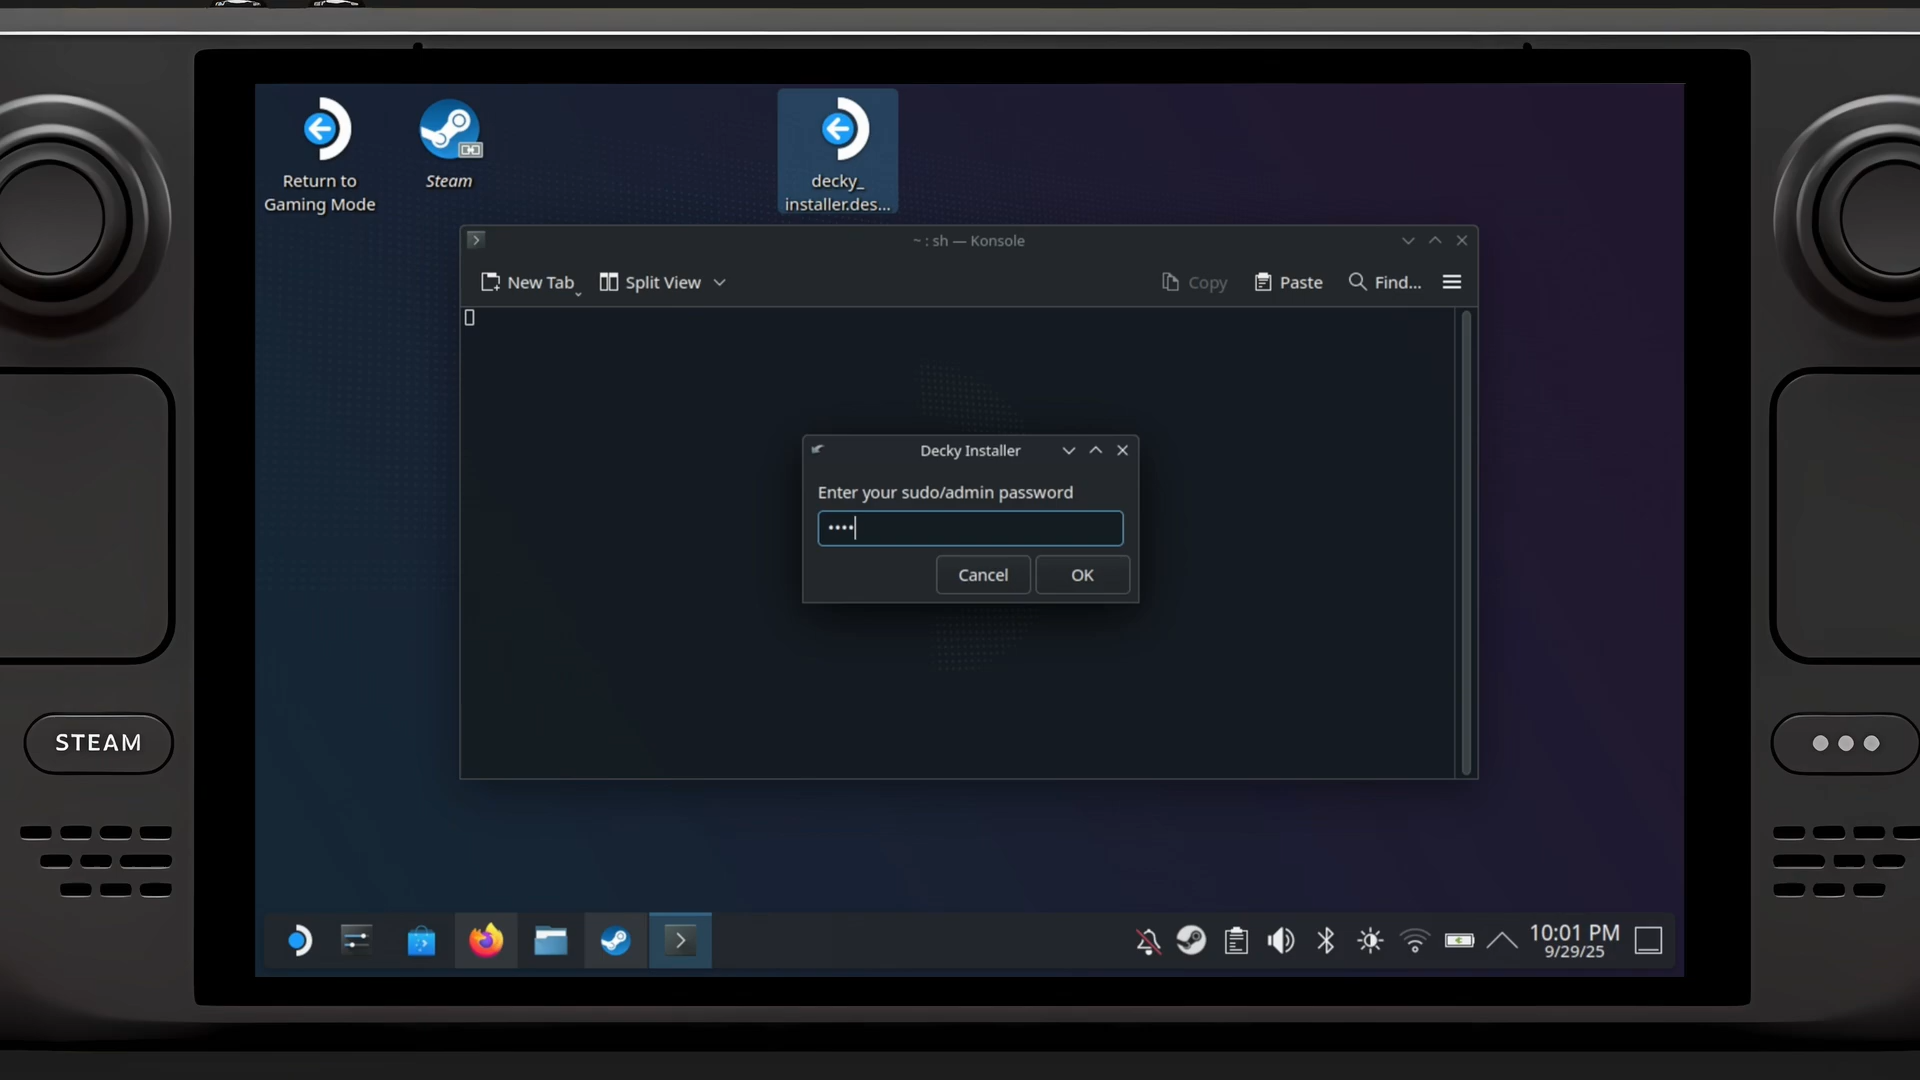 Return to
Gaming Mode
Steam
decky_
installer.des...
~ : sh — Konsole
New Tab
Split View
Copy
Paste
Find...
Decky Installer
Enter your sudo/admin password
••••
Cancel
OK
STEAM
10:01 PM
9/29/25